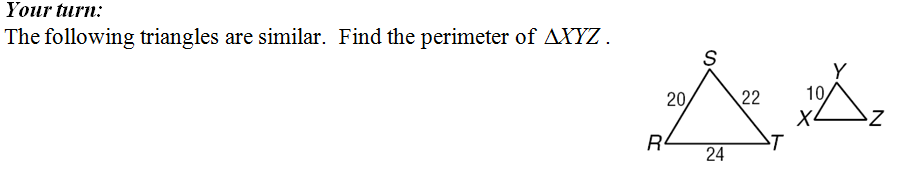 Your turn:
The following triangles are similar. Find the perimeter of ΔXYZ .
S
Y
20
22
10
X
Z
R
T
24